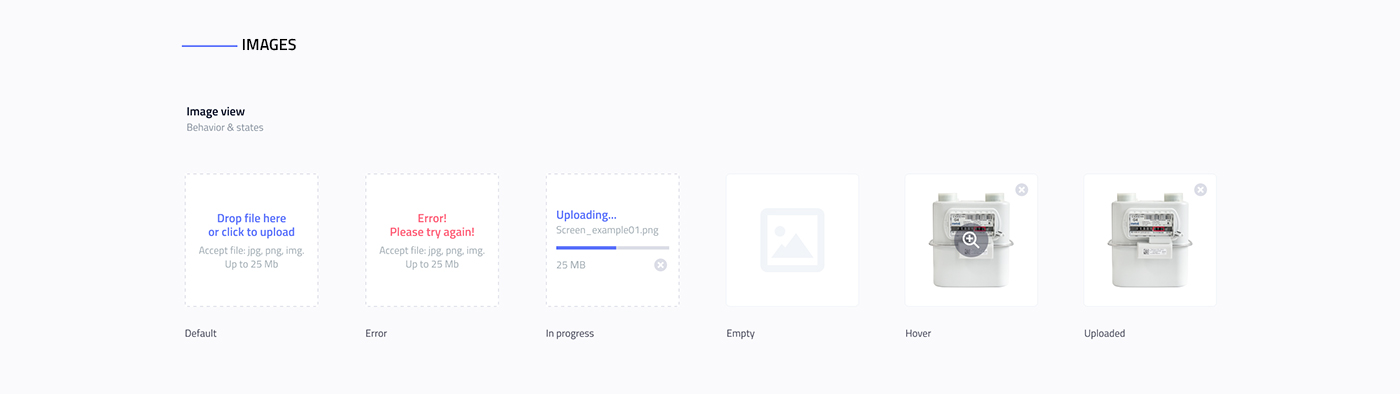 IMAGES
Image view
Behavior & states
Drop file here
or click to upload
Accept file: jpg, png, img.
Up to 25 Mb
Error!
Please try again!
Accept file: jpg, png, img.
Up to 25 Mb
Uploading...
Screen_example01.png
25 MB
Default
Error
In progress
Empty
Hover
Uploaded